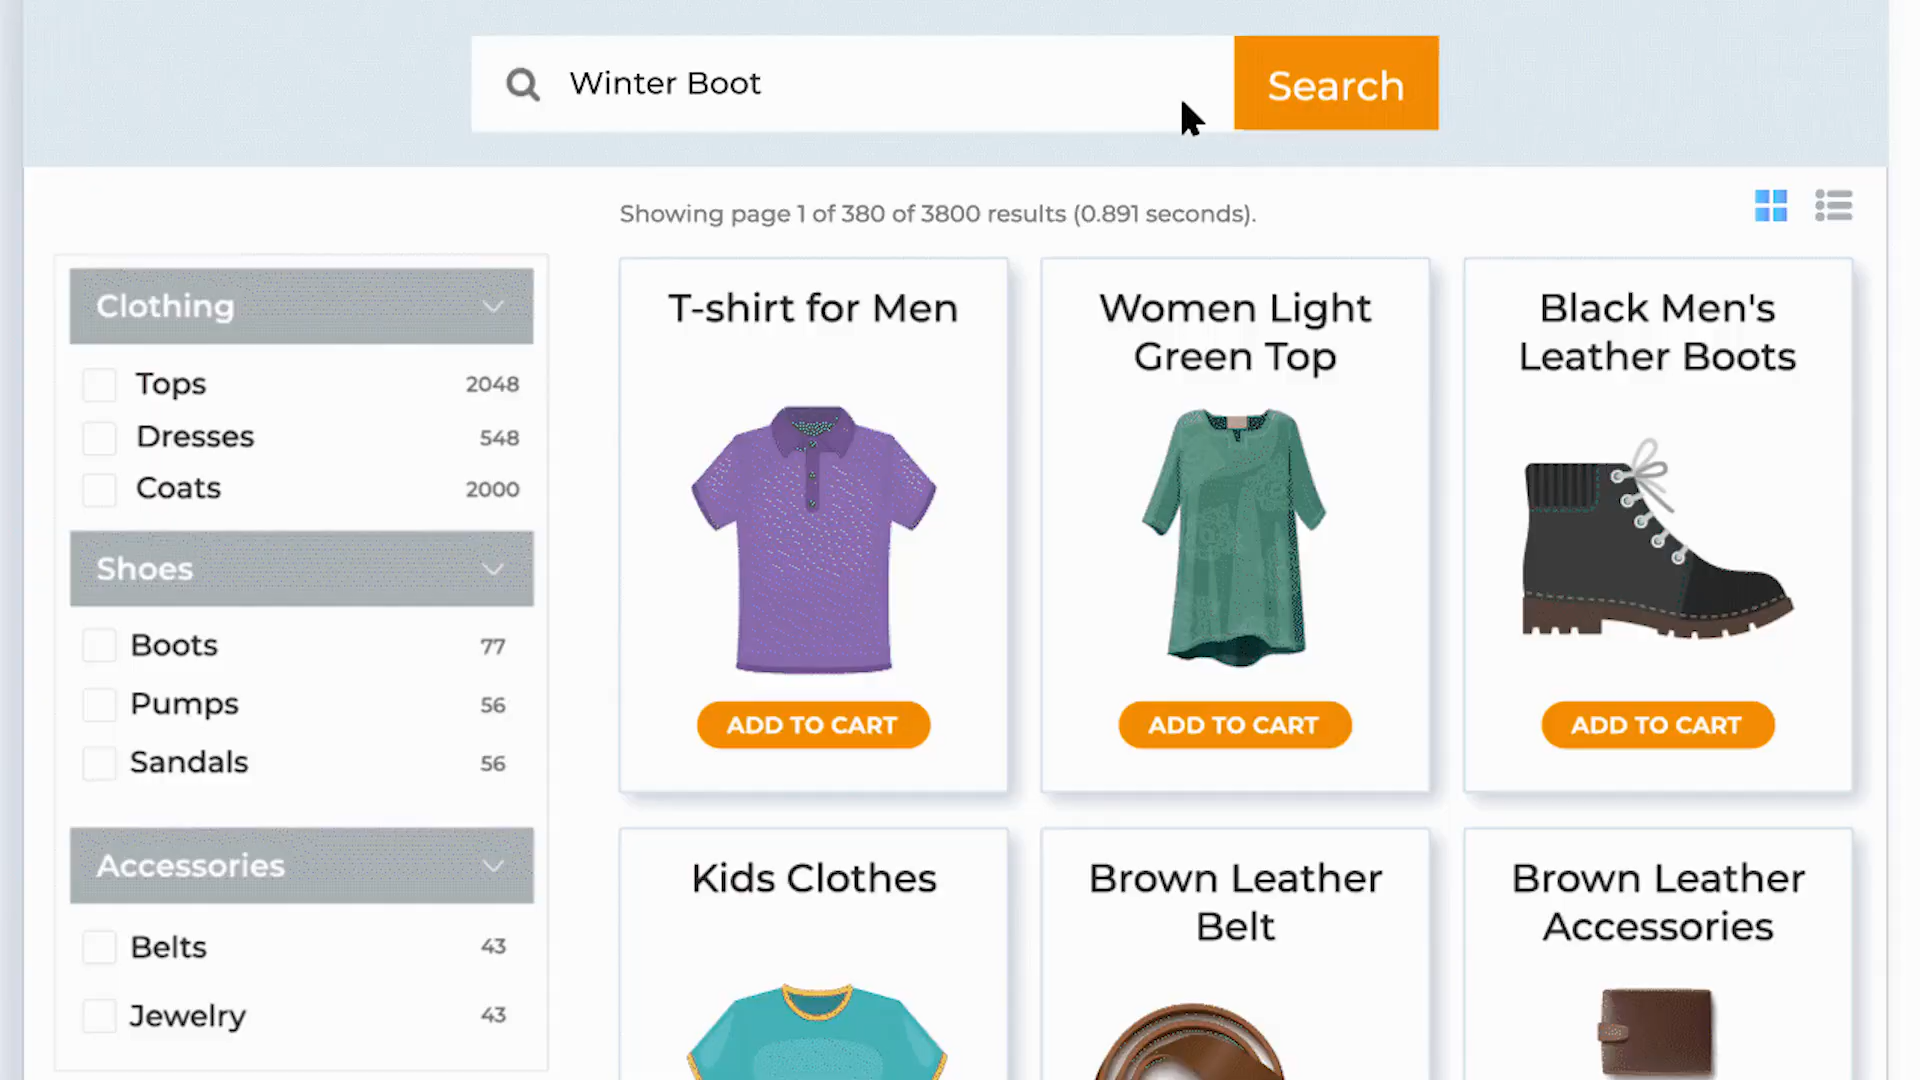 Winter Boot
Search
Showing page 1 of 380 of 3800 results (0.891 seconds).
Clothing
Tops 2048
Dresses 548
Coats 2000
Shoes
Boots 77
Pumps 56
Sandals 56
Accessories
Belts 43
Jewelry 43
T-shirt for Men
ADD TO CART
Women Light
Green Top
ADD TO CART
Black Men's
Leather Boots
ADD TO CART
Kids Clothes
Brown Leather
Belt
Brown Leather
Accessories